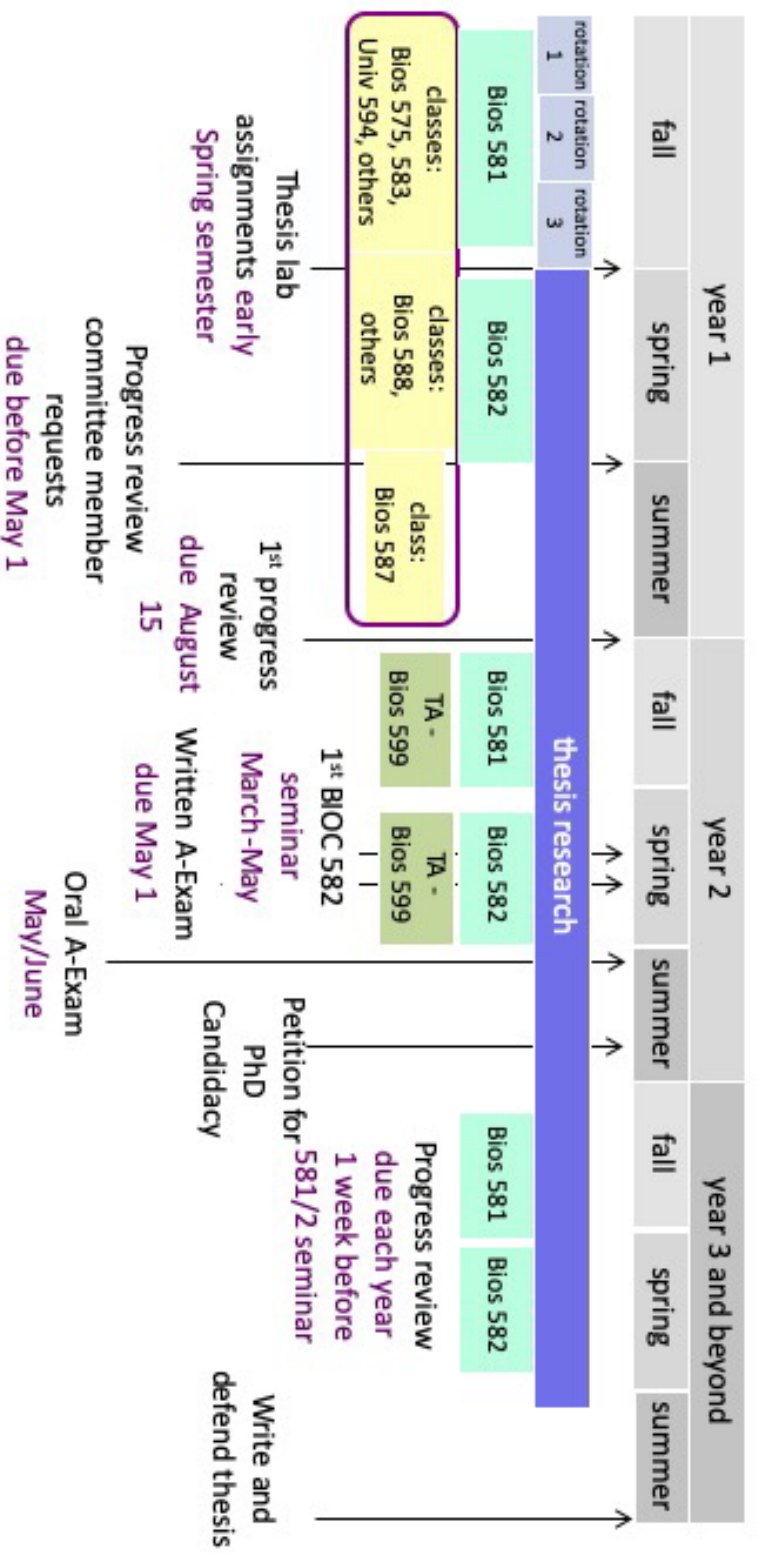 year 1
year 2
year 3 and beyond
fall
spring
summer
fall
spring
summer
fall
spring
summer
rotation
1
rotation
2
rotation
3
thesis research
Bios 581
Bios 582
Bios 581
Bios 582
Bios 581
Bios 582
classes:
Bios 575, 583,
Univ 594, others
classes:
Bios 588,
others
class:
Bios 587
TA -
Bios 599
TA -
Bios 599
Thesis lab
assignments early
Spring semester
Progress review
committee member
requests
due before May 1
1st progress
review
due August
15
1st BIOC 582
seminar
March-May
Written A-Exam
due May 1
Oral A-Exam
May/June
Petition for
PhD
Candidacy
Progress review
due each year
1 week before
581/2 seminar
Write and
defend thesis